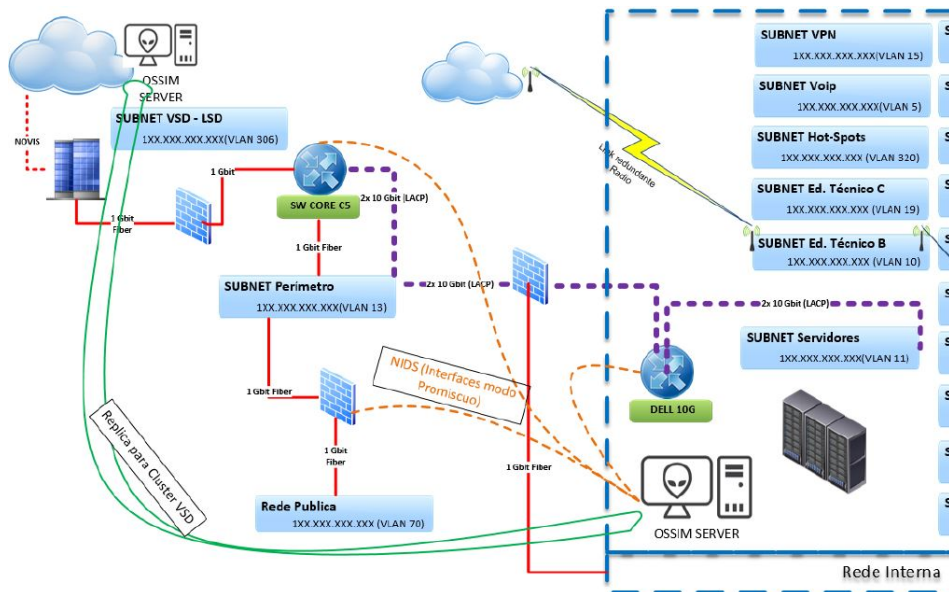 OSSIM
SERVER
NOVIS
SUBNET VSD - LSD
1XX.XXX.XXX.XXX(VLAN 306)
1 Gbit
Fiber
1 Gbit
SW CORE C5
2x 10 Gbit (LACP)
1 Gbit Fiber
SUBNET Perimetro
1XX.XXX.XXX.XXX(VLAN 13)
2x 10 Gbit (LACP)
1 Gbit Fiber
1 Gbit
Fiber
Rede Publica
1XX.XXX.XXX.XXX (VLAN 70)
NIDS (Interfaces modo
Promiscuo)
Replica para Cluster VSD
1 Gbit Fiber
Link redundante
Radio
SUBNET VPN
1XX.XXX.XXX.XXX(VLAN 15)
SUBNET Voip
1XX.XXX.XXX.XXX(VLAN 5)
SUBNET Hot-Spots
1XX.XXX.XXX.XXX (VLAN 320)
SUBNET Ed. Técnico C
1XX.XXX.XXX.XXX (VLAN 19)
SUBNET Ed. Técnico B
1XX.XXX.XXX.XXX (VLAN 10)
2x 10 Gbit (LACP)
SUBNET Servidores
1XX.XXX.XXX.XXX(VLAN 11)
DELL 10G
OSSIM SERVER
Rede Interna